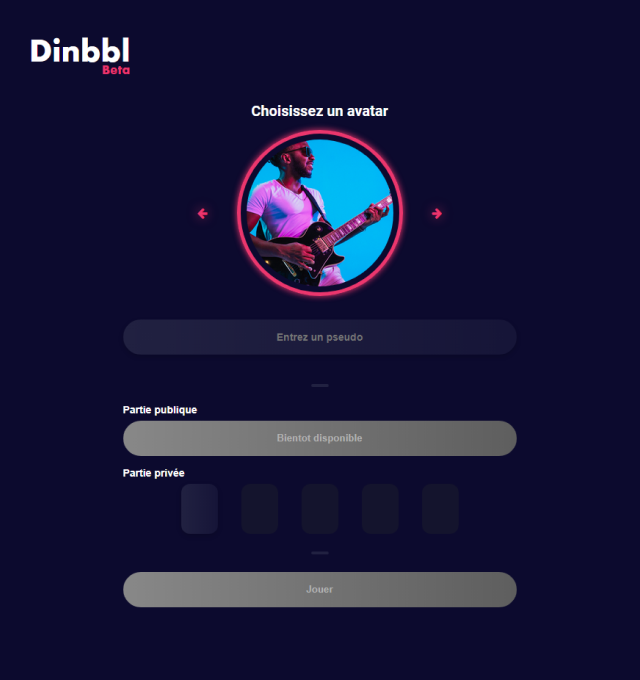 Dinbbl
Beta
Choisissez un avatar
Entrez un pseudo
Partie publique
Bientot disponible
Partie privée
Jouer